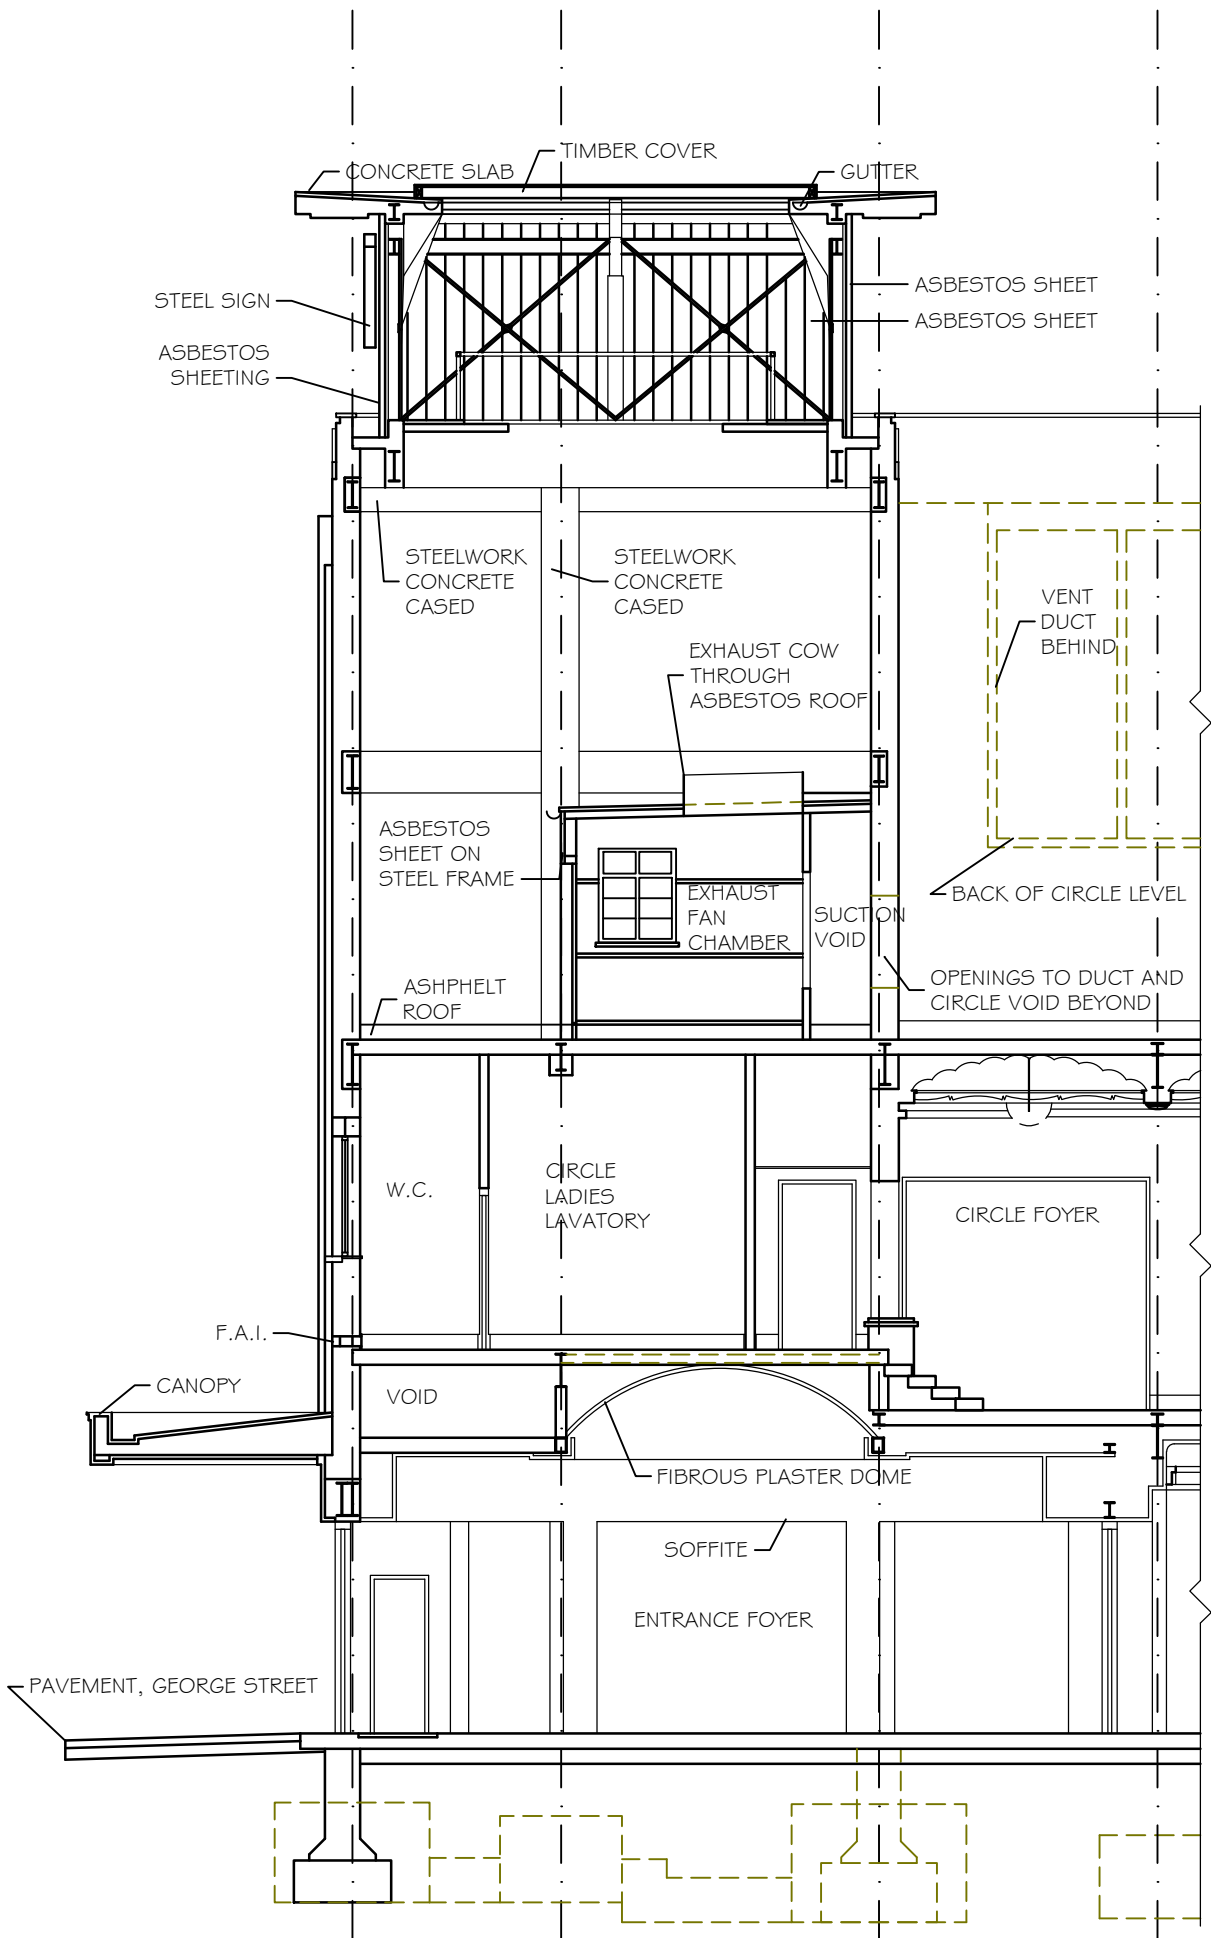 TIMBER COVER
CONCRETE SLAB
GUTTER
STEEL SIGN
ASBESTOS SHEET
ASBESTOS SHEET
ASBESTOS
SHEETING
STEELWORK
CONCRETE
CASED
STEELWORK
CONCRETE
CASED
VENT
DUCT
BEHIND
EXHAUST COW
THROUGH
ASBESTOS ROOF
ASBESTOS
SHEET ON
STEEL FRAME
EXHAUST
FAN
CHAMBER
SUCTION
VOID
BACK OF CIRCLE LEVEL
OPENINGS TO DUCT AND
CIRCLE VOID BEYOND
ASHPHELT
ROOF
W.C.
CIRCLE
LADIES
LAVATORY
CIRCLE FOYER
F.A.I.
CANOPY
VOID
FIBROUS PLASTER DOME
SOFFITE
ENTRANCE FOYER
PAVEMENT, GEORGE STREET